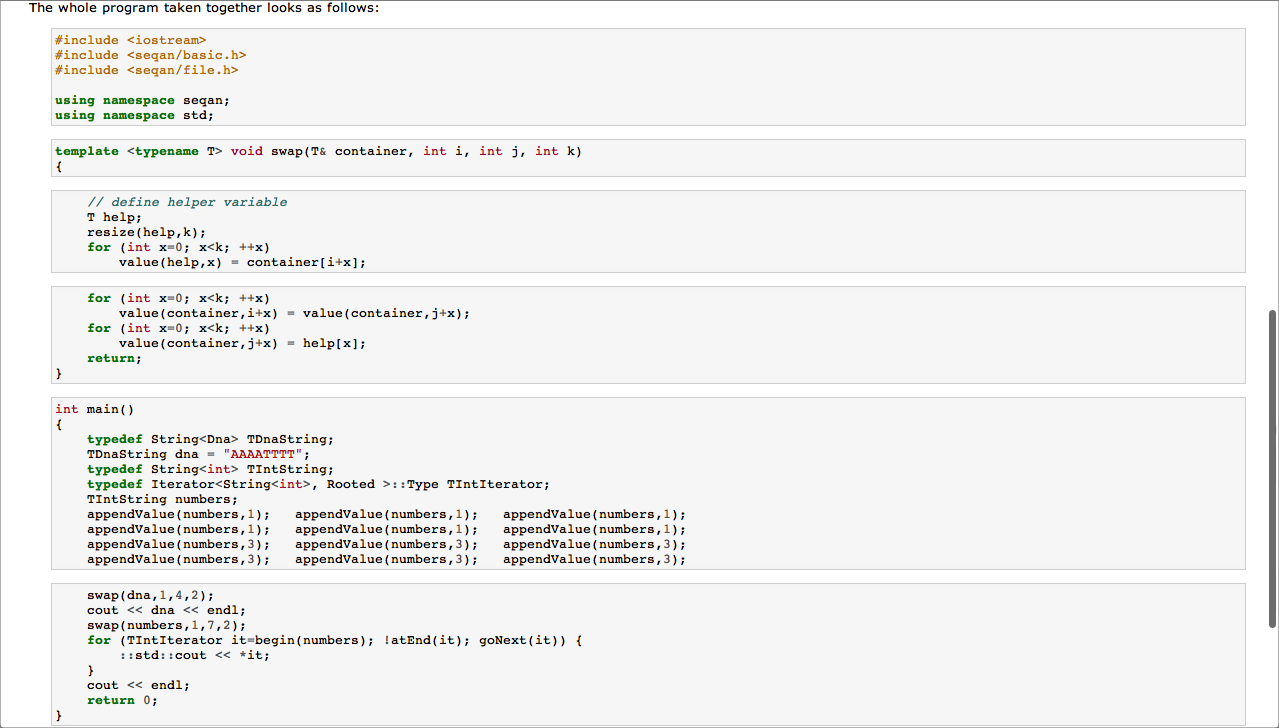 The whole program taken together looks as follows:
#include <iostream>
#include <seqan/basic.h>
#include <seqan/file.h>
using namespace seqan;
using namespace std;
template <typename T> void swap(T& container, int i, int j, int k)
{
// define helper variable
T help;
resize(help,k);
for (int x=0; x<k; ++x)
value(help,x) = container[i+x];
for (int x=0; x<k; ++x)
value(container,i+x) = value(container,j+x);
for (int x=0; x<k; ++x)
value(container,j+x) = help[x];
return;
}
int main()
{
typedef String<Dna> TDnaString;
TDnaString dna = "AAAATTTT";
typedef String<int> TIntString;
typedef Iterator<String<int>, Rooted >::Type TIntIterator;
TIntString numbers;
appendValue(numbers,1);   appendValue(numbers,1);   appendValue(numbers,1);
appendValue(numbers,1);   appendValue(numbers,1);   appendValue(numbers,1);
appendValue(numbers,3);   appendValue(numbers,3);   appendValue(numbers,3);
appendValue(numbers,3);   appendValue(numbers,3);   appendValue(numbers,3);
swap(dna,1,4,2);
cout << dna << endl;
swap(numbers,1,7,2);
for (TIntIterator it=begin(numbers); !atEnd(it); goNext(it)) {
::std::cout << *it;
}
cout << endl;
return 0;
}